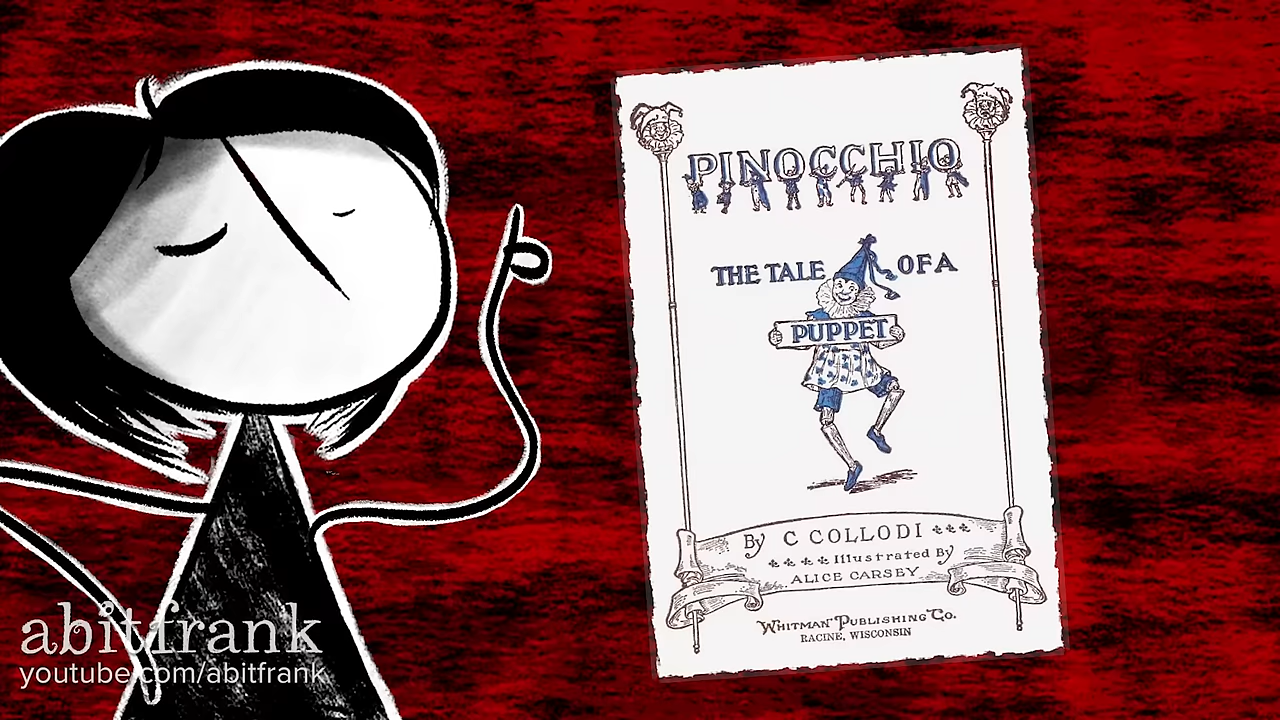 PINOCCHIO
THE TALE OF A
PUPPET
By C COLLODI
Illustrated By
ALICE CARSEY
WHITMAN PUBLISHING CO.
RACINE, WISCONSIN
abitfrank
youtube.com/abitfrank